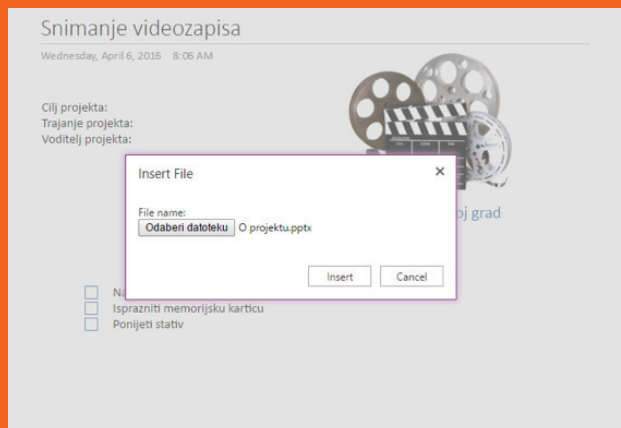 Snimanje videozapisa
Wednesday, April 6, 2016 8:06 AM
Cilj projekta:
Trajanje projekta:
Voditelj projekta:
Insert File
File name:
Odaberi datoteku O projektu.pptx
oj grad
Insert Cancel
Na
Isprazniti memorijsku karticu
Ponijeti stativ